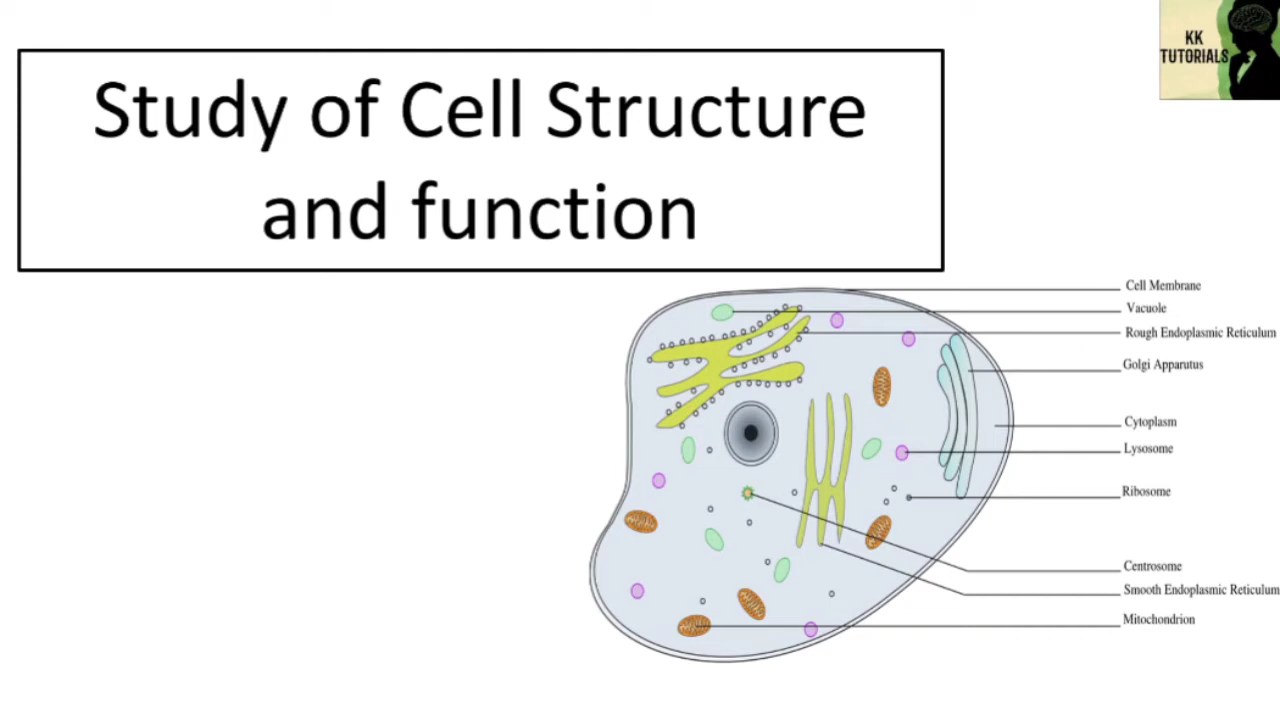 Study of Cell Structure
and function
KK
TUTORIALS
Cell Membrane
Vacuole
Rough Endoplasmic Reticulum
Golgi Apparutus
Cytoplasm
Lysosome
Ribosome
Centrosome
Smooth Endoplasmic Reticulum
Mitochondrion